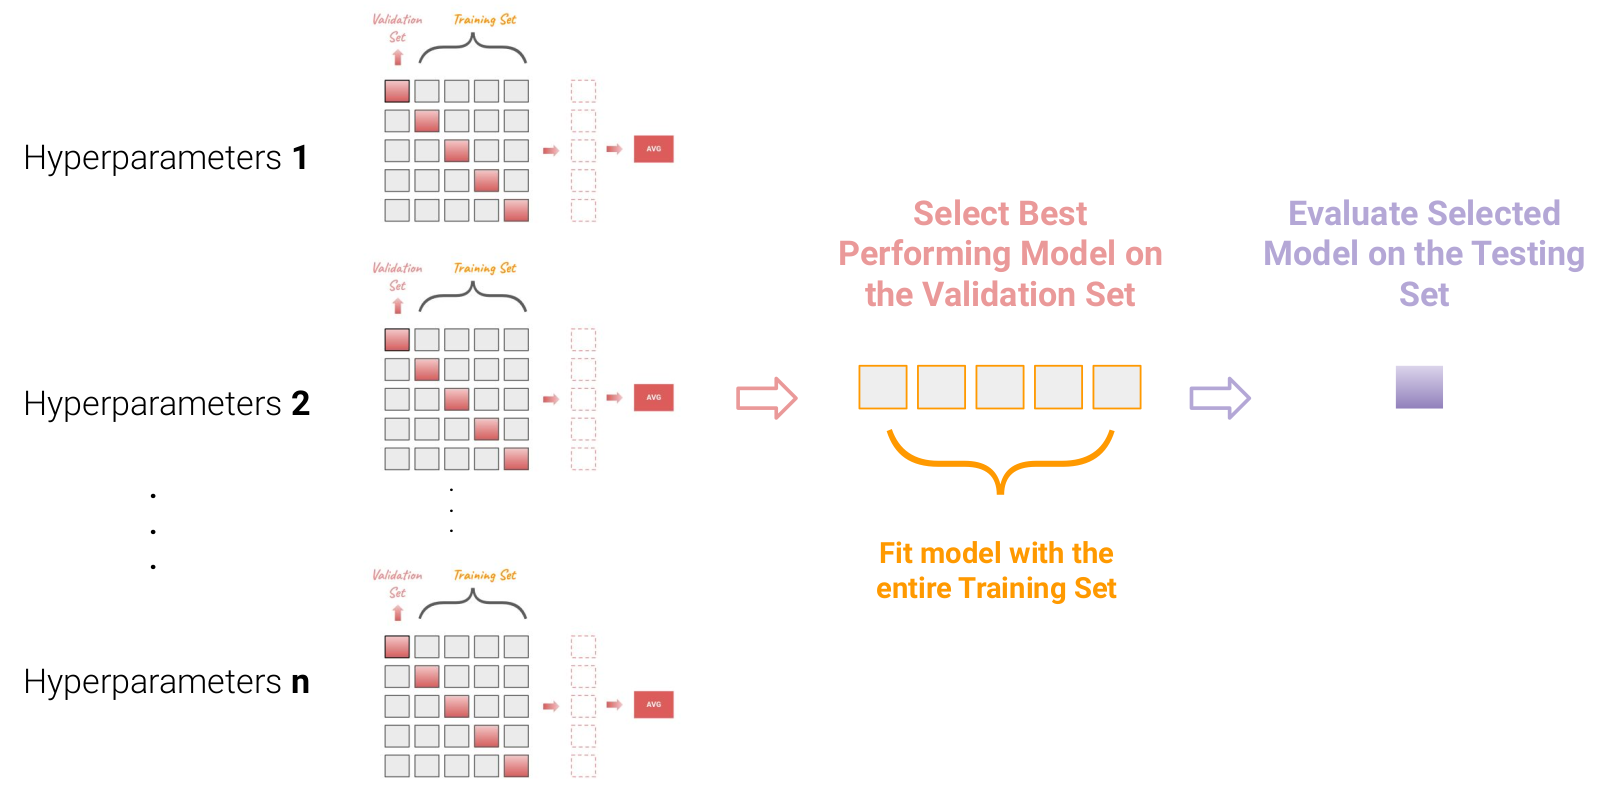 Validation
Set
Training Set
Hyperparameters 1
AVG
Validation
Set
Training Set
Hyperparameters 2
AVG
Validation
Set
Training Set
Hyperparameters n
AVG
Select Best
Performing Model on
the Validation Set
Fit model with the
entire Training Set
Evaluate Selected
Model on the Testing
Set